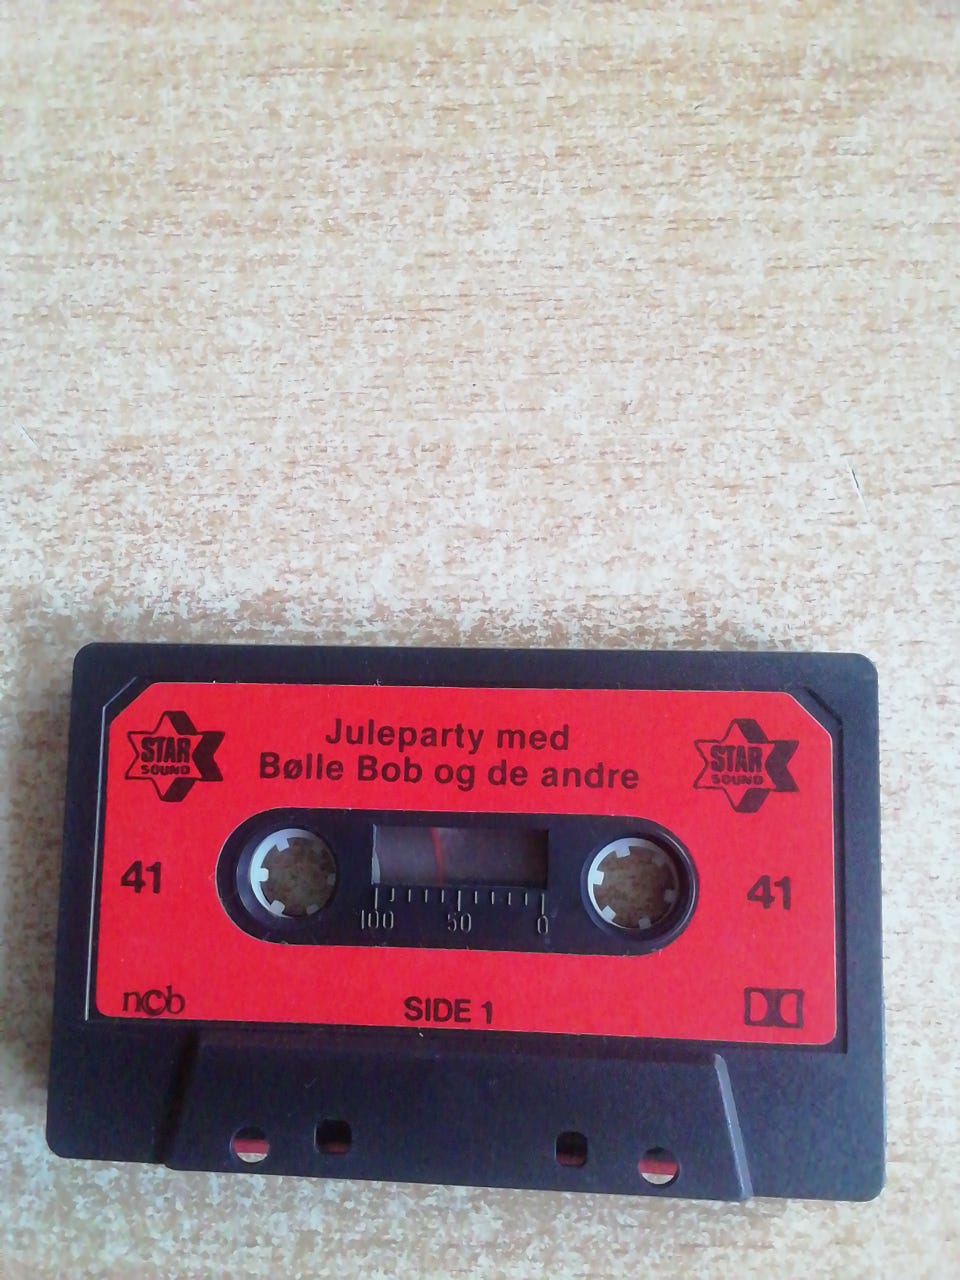 Juleparty med
Bølle Bob og de andre
STAR
SOUND
STAR
SOUND
41
41
100 50 0
ncb
SIDE 1